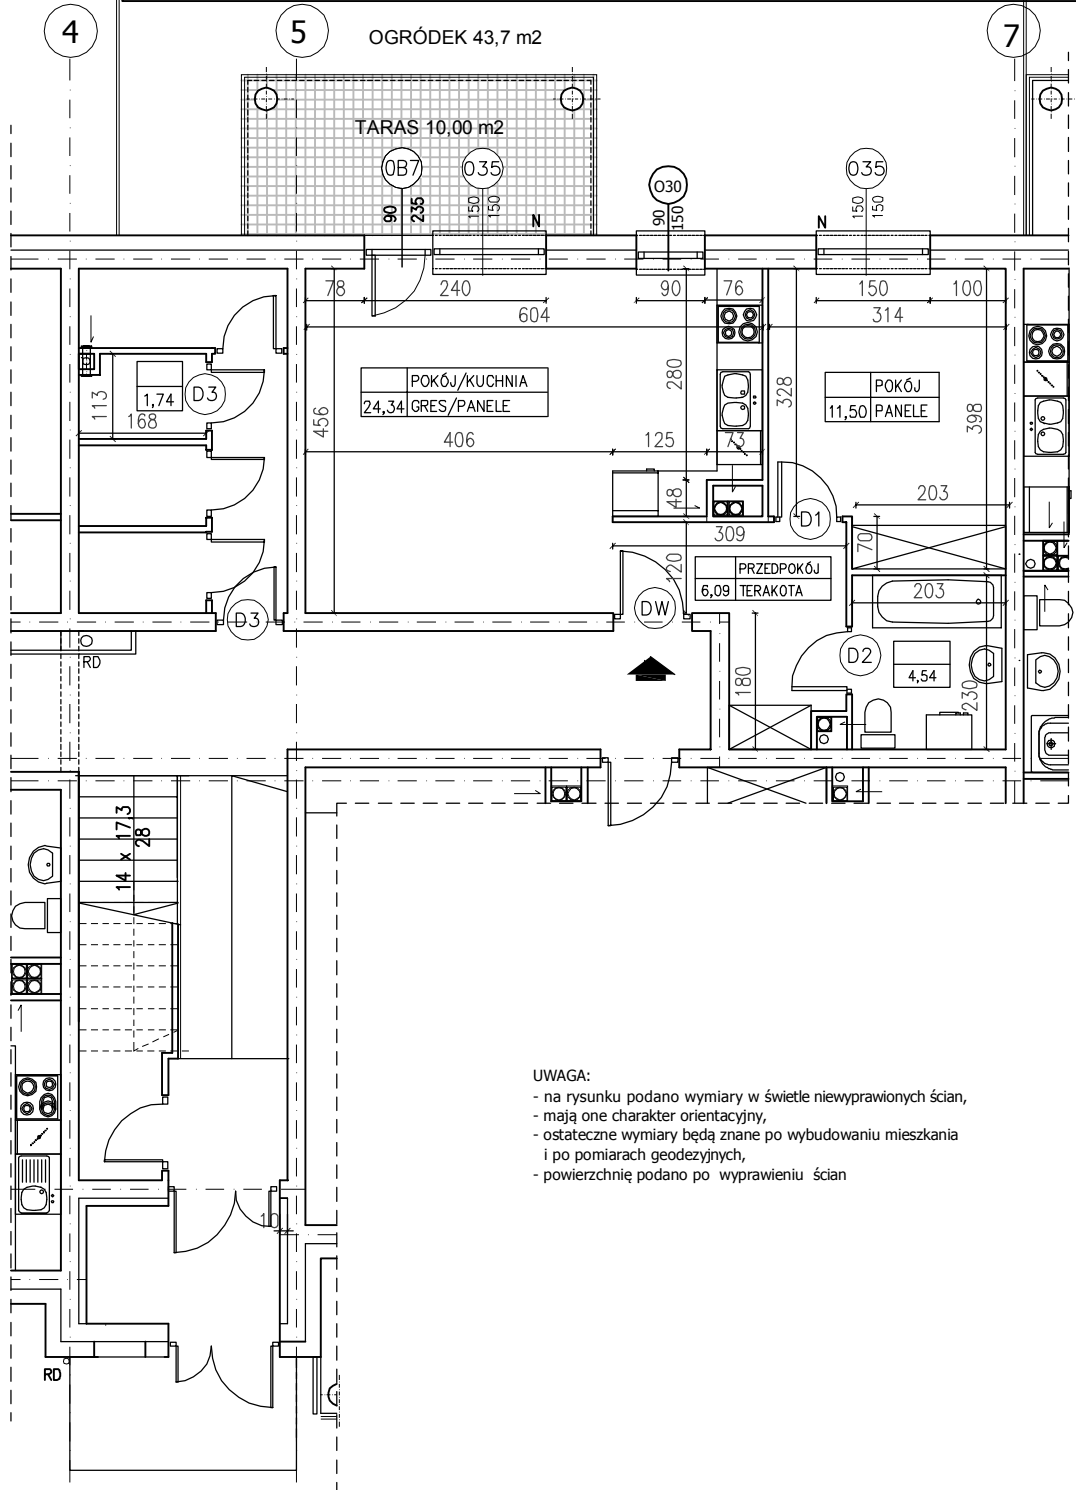 4
5
7
OGRÓDEK 43,7 m2
TARAS 10,00 m2
0B7
O35
O30
O35
90
235
150
150
90
150
150
150
N
N
78
240
90
76
150
100
604
314
POKÓJ/KUCHNIA
24,34 GRES/PANELE
POKÓJ
11,50 PANELE
1,74
D3
113
168
456
280
328
398
406
125
73
48
203
D1
309
70
120
PRZEDPOKÓJ
6,09 TERAKOTA
203
D3
DW
D2
4,54
180
230
RD
14 x 17,3
28
UWAGA:
- na rysunku podano wymiary w świetle niewyprawionych ścian,
- mają one charakter orientacyjny,
- ostateczne wymiary będą znane po wybudowaniu mieszkania
i po pomiarach geodezyjnych,
- powierzchnię podano po wyprawieniu ścian
10
RD